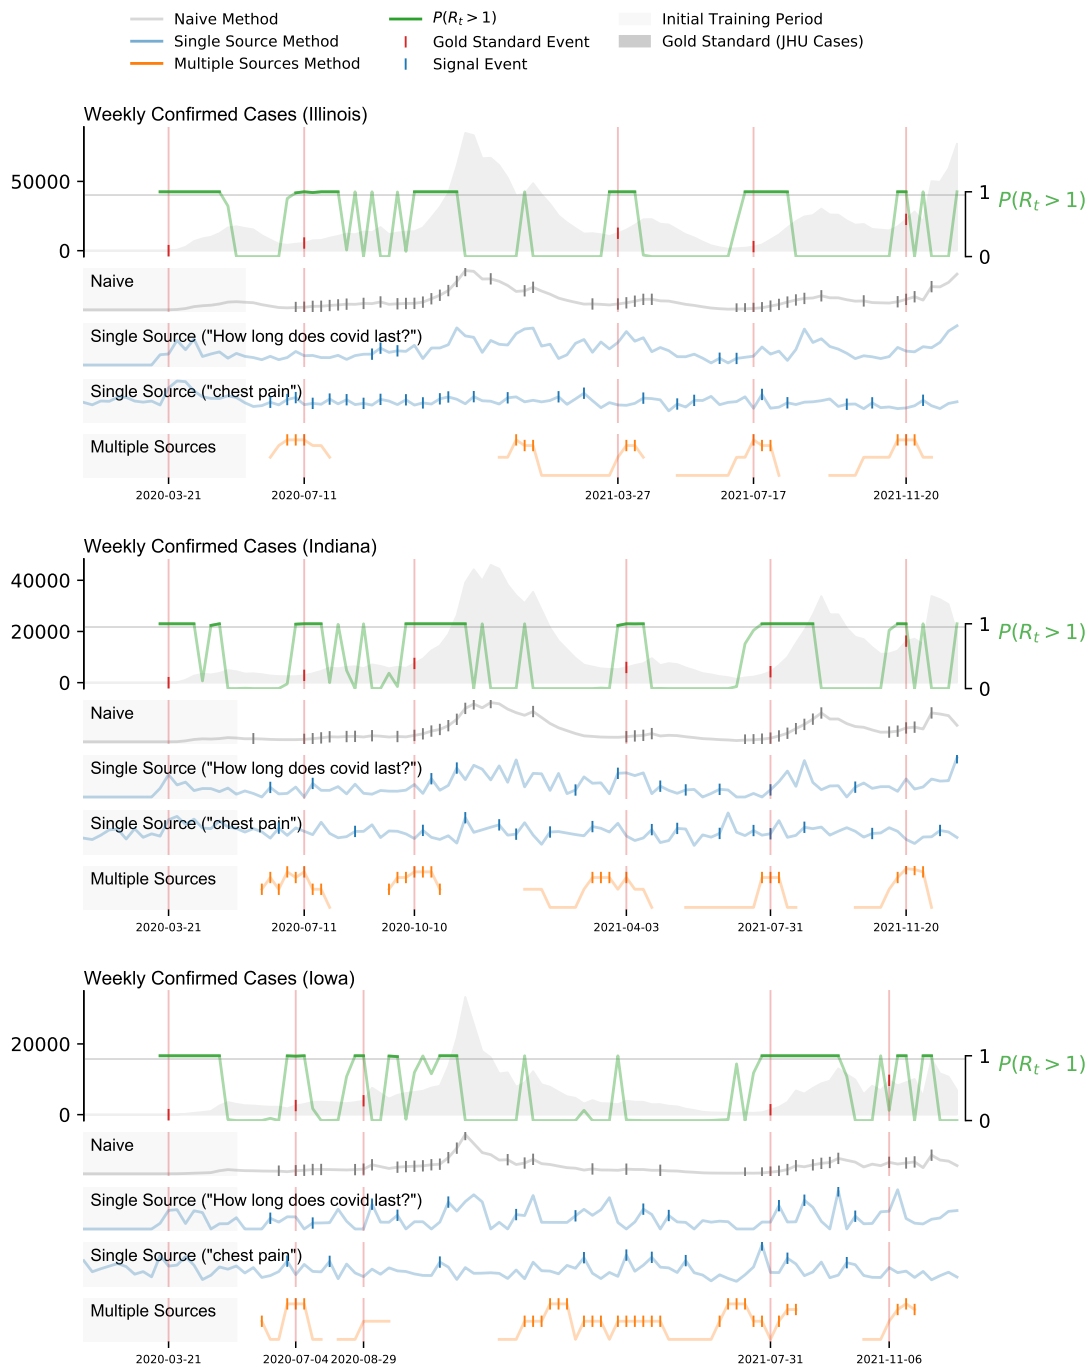 Naive Method
Single Source Method
Multiple Sources Method
P(Rₜ > 1)
Gold Standard Event
Signal Event
Initial Training Period
Gold Standard (JHU Cases)
Weekly Confirmed Cases (Illinois)
50000
0
1
0
P(Rₜ > 1)
Naive
Single Source ("How long does covid last?")
Single Source ("chest pain")
Multiple Sources
2020-03-21 2020-07-11 2021-03-27 2021-07-17 2021-11-20
Weekly Confirmed Cases (Indiana)
40000
20000
0
1
0
P(Rₜ > 1)
Naive
Single Source ("How long does covid last?")
Single Source ("chest pain")
Multiple Sources
2020-03-21 2020-07-11 2020-10-10 2021-04-03 2021-07-31 2021-11-20
Weekly Confirmed Cases (Iowa)
20000
0
1
0
P(Rₜ > 1)
Naive
Single Source ("How long does covid last?")
Single Source ("chest pain")
Multiple Sources
2020-03-21 2020-07-04 2020-08-29 2021-07-31 2021-11-06